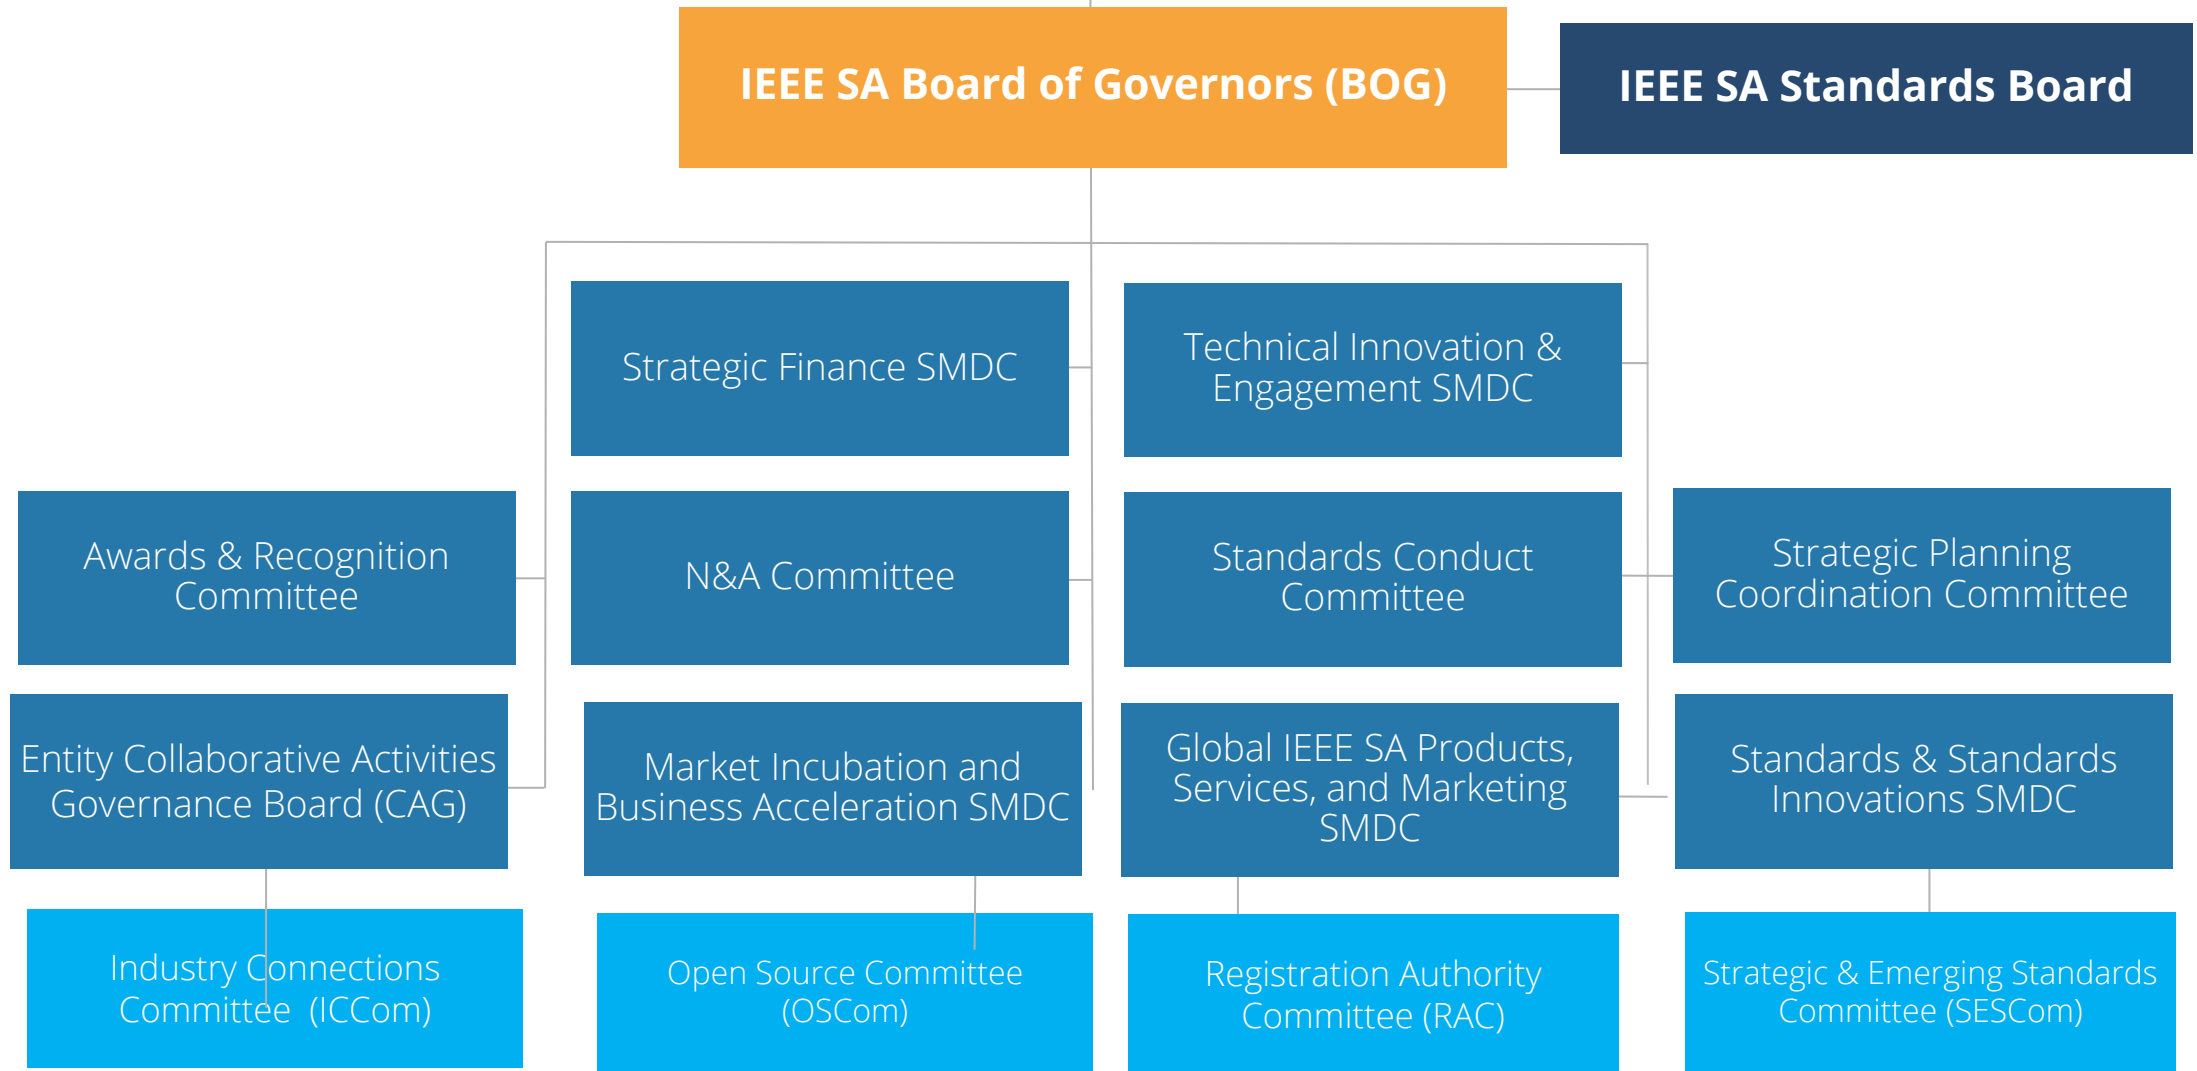 IEEE SA Board of Governors (BOG)
IEEE SA Standards Board
Strategic Finance SMDC
Technical Innovation &
Engagement SMDC
Awards & Recognition
Committee
N&A Committee
Standards Conduct
Committee
Strategic Planning
Coordination Committee
Entity Collaborative Activities
Governance Board (CAG)
Market Incubation and
Business Acceleration SMDC
Global IEEE SA Products,
Services, and Marketing
SMDC
Standards & Standards
Innovations SMDC
Industry Connections
Committee (ICCom)
Open Source Committee
(OSCom)
Registration Authority
Committee (RAC)
Strategic & Emerging Standards
Committee (SESCom)